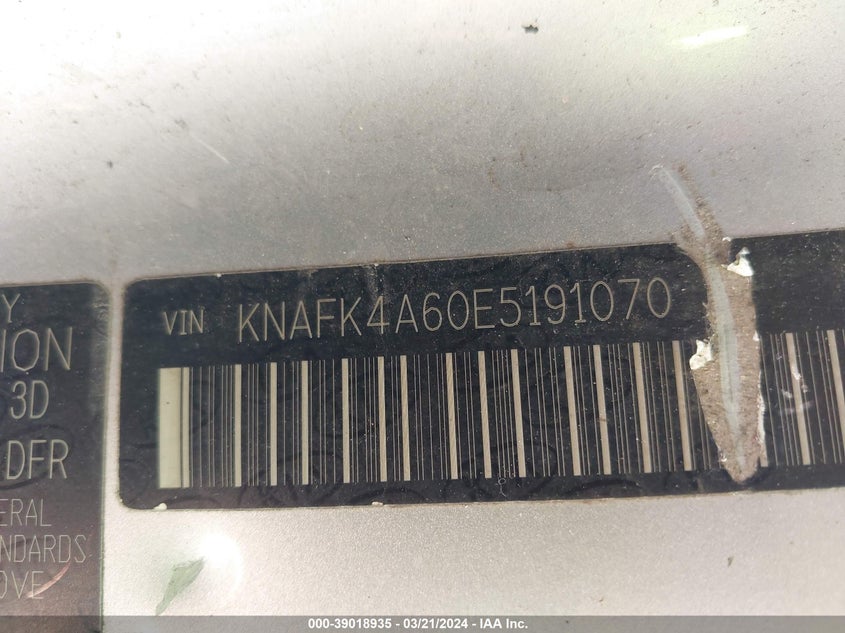 VIN KNAFK4A60E5191070
Y
ION
3D
DFR
ERAL
NDARDS
OVE
000-39018935 - 03/21/2024 - IAA Inc.